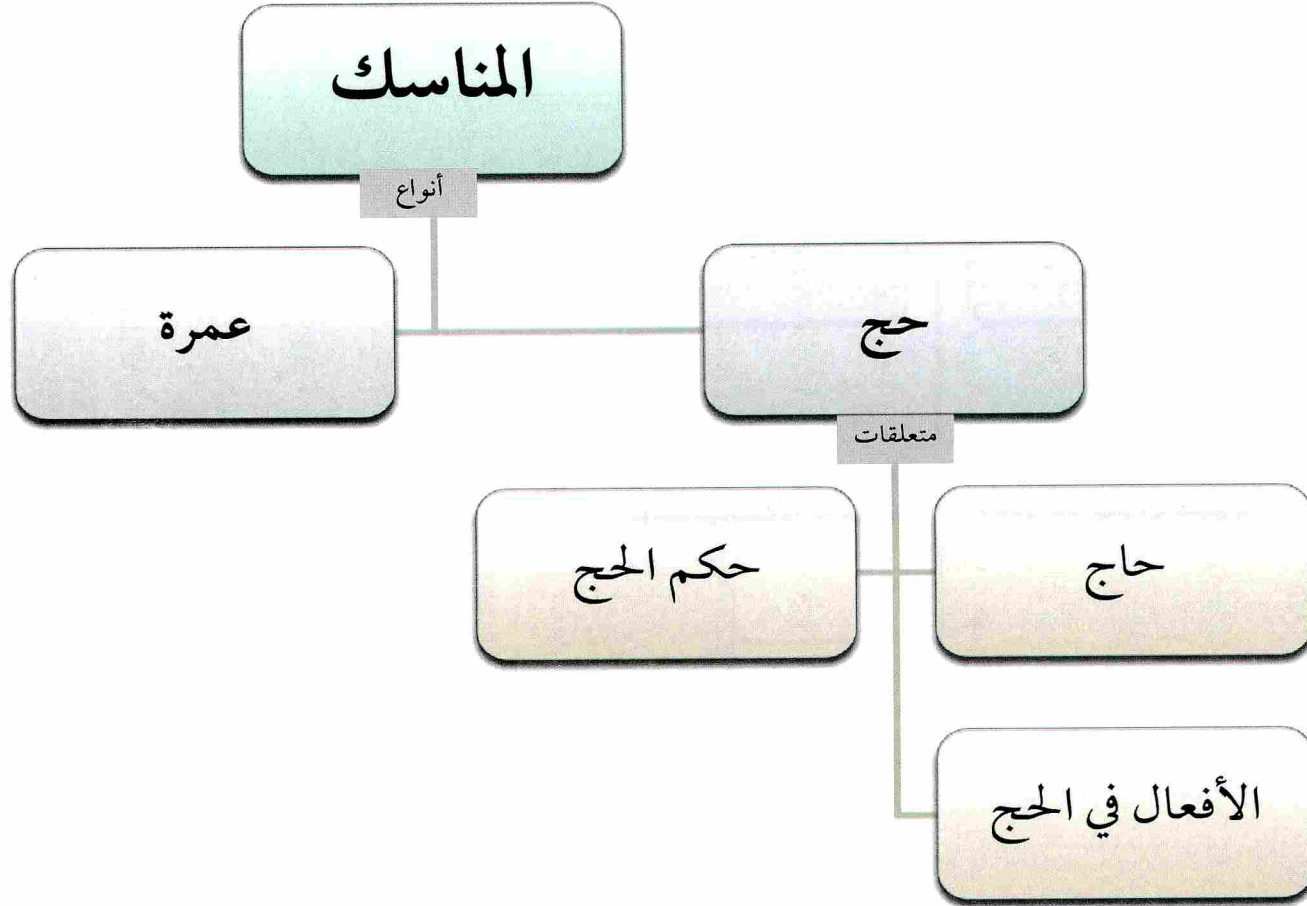 المناسك
أنواع
حج
عمرة
متعلقات
حاج
حكم الحج
الأفعال في الحج